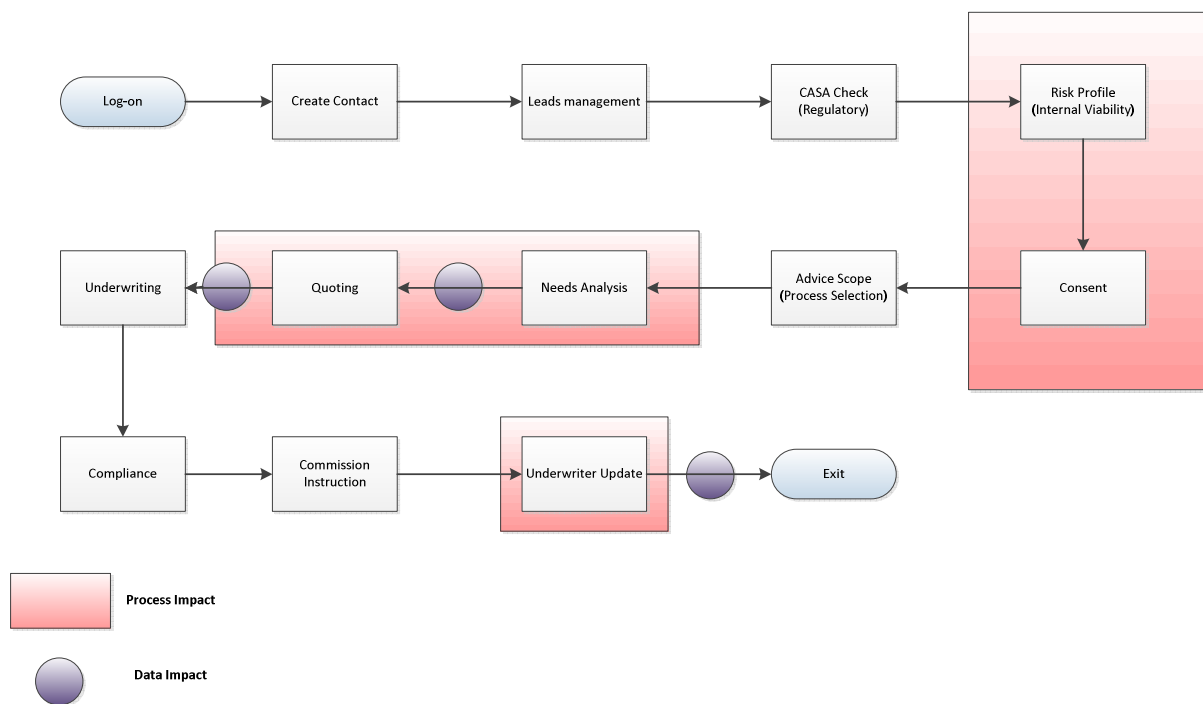 Log-on
Create Contact
Leads management
CASA Check
(Regulatory)
Risk Profile
(Internal Viability)
Underwriting
Quoting
Needs Analysis
Advice Scope
(Process Selection)
Consent
Compliance
Commission
Instruction
Underwriter Update
Exit
Process Impact
Data Impact